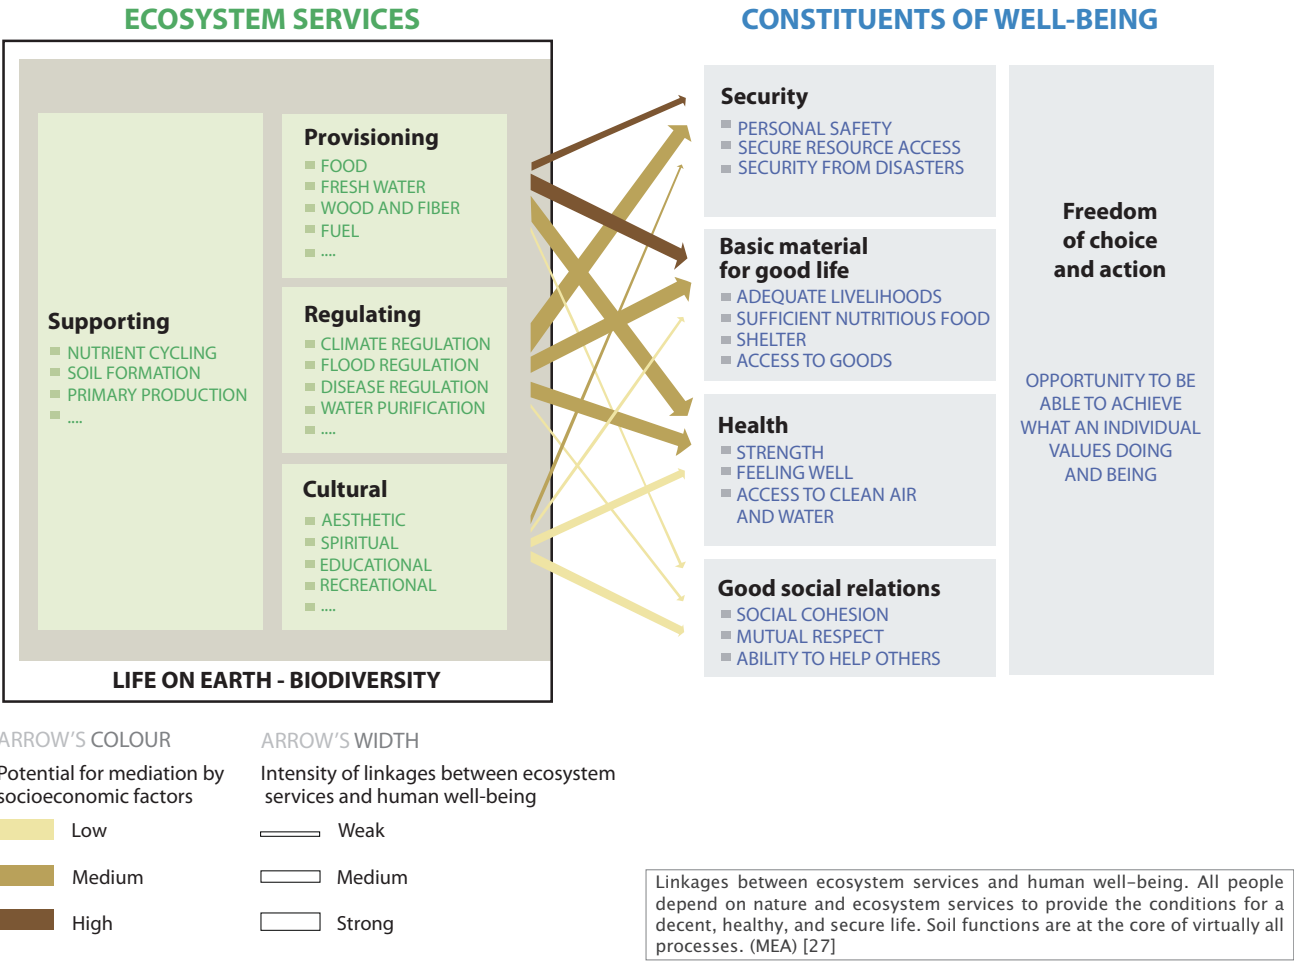 ECOSYSTEM SERVICES
CONSTITUENTS OF WELL-BEING
Supporting
NUTRIENT CYCLING
SOIL FORMATION
PRIMARY PRODUCTION
....
Provisioning
FOOD
FRESH WATER
WOOD AND FIBER
FUEL
....
Regulating
CLIMATE REGULATION
FLOOD REGULATION
DISEASE REGULATION
WATER PURIFICATION
....
Cultural
AESTHETIC
SPIRITUAL
EDUCATIONAL
RECREATIONAL
....
LIFE ON EARTH - BIODIVERSITY
Security
PERSONAL SAFETY
SECURE RESOURCE ACCESS
SECURITY FROM DISASTERS
Basic material
for good life
ADEQUATE LIVELIHOODS
SUFFICIENT NUTRITIOUS FOOD
SHELTER
ACCESS TO GOODS
Health
STRENGTH
FEELING WELL
ACCESS TO CLEAN AIR
AND WATER
Good social relations
SOCIAL COHESION
MUTUAL RESPECT
ABILITY TO HELP OTHERS
Freedom
of choice
and action
OPPORTUNITY TO BE
ABLE TO ACHIEVE
WHAT AN INDIVIDUAL
VALUES DOING
AND BEING
ARROW'S COLOUR
Potential for mediation by
socioeconomic factors
Low
Medium
High
ARROW'S WIDTH
Intensity of linkages between ecosystem
services and human well-being
Weak
Medium
Strong
Linkages between ecosystem services and human well-being. All people
depend on nature and ecosystem services to provide the conditions for a
decent, healthy, and secure life. Soil functions are at the core of virtually all
processes. (MEA) [27]